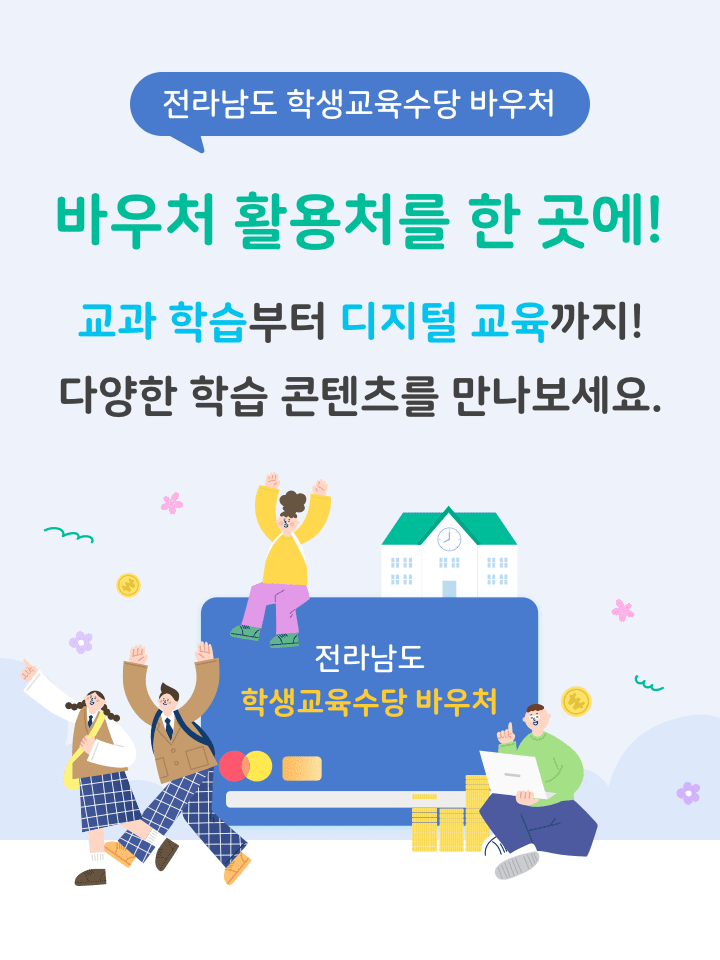 전라남도 학생교육수당 바우처
바우처 활용처를 한 곳에!
교과 학습부터 디지털 교육까지!
다양한 학습 콘텐츠를 만나보세요.
전라남도
학생교육수당 바우처